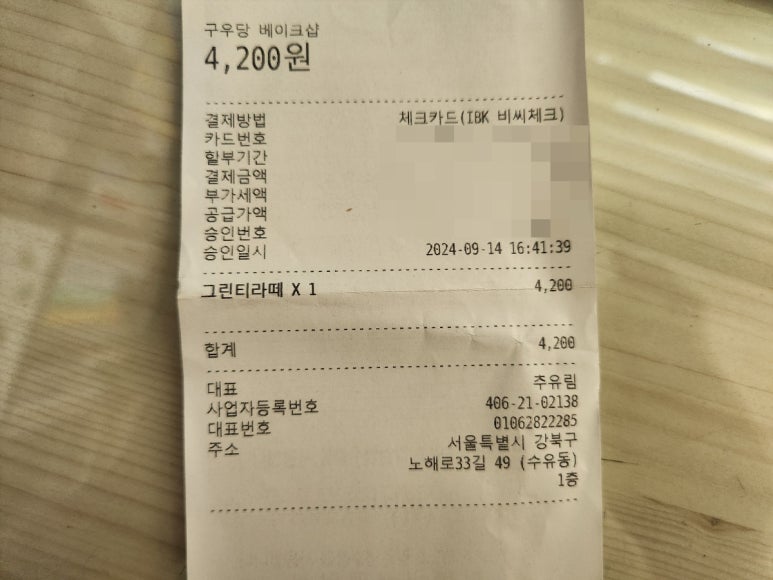 구우당 베이크샵
4,200원
결제방법 체크카드(IBK 비씨체크)
카드번호
할부기간
결제금액
부가세액
공급가액
승인번호
승인일시 2024-09-14 16:41:39
그린티라떼 X 1 4,200
합계 4,200
대표 추유림
사업자등록번호 406-21-02138
대표번호 01062822285
주소 서울특별시 강북구
노해로33길 49 (수유동)
1층